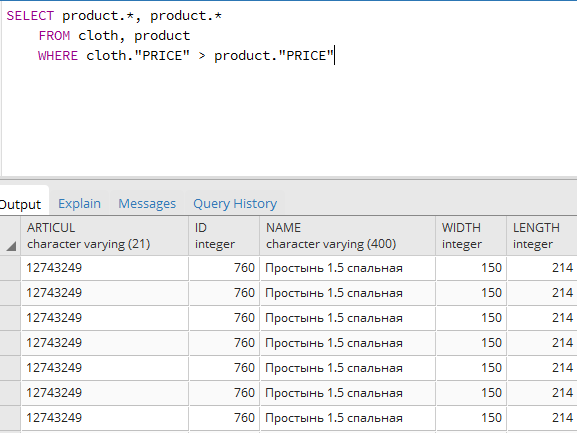 SELECT product.*, product.*
FROM cloth, product
WHERE cloth."PRICE" > product."PRICE"
Output Explain Messages Query History
ARTICUL ID NAME WIDTH LENGTH
character varying (21) integer character varying (400) integer integer
12743249 760 Простынь 1.5 спальная 150 214
12743249 760 Простынь 1.5 спальная 150 214
12743249 760 Простынь 1.5 спальная 150 214
12743249 760 Простынь 1.5 спальная 150 214
12743249 760 Простынь 1.5 спальная 150 214
12743249 760 Простынь 1.5 спальная 150 214
12743249 760 Простынь 1.5 спальная 150 214